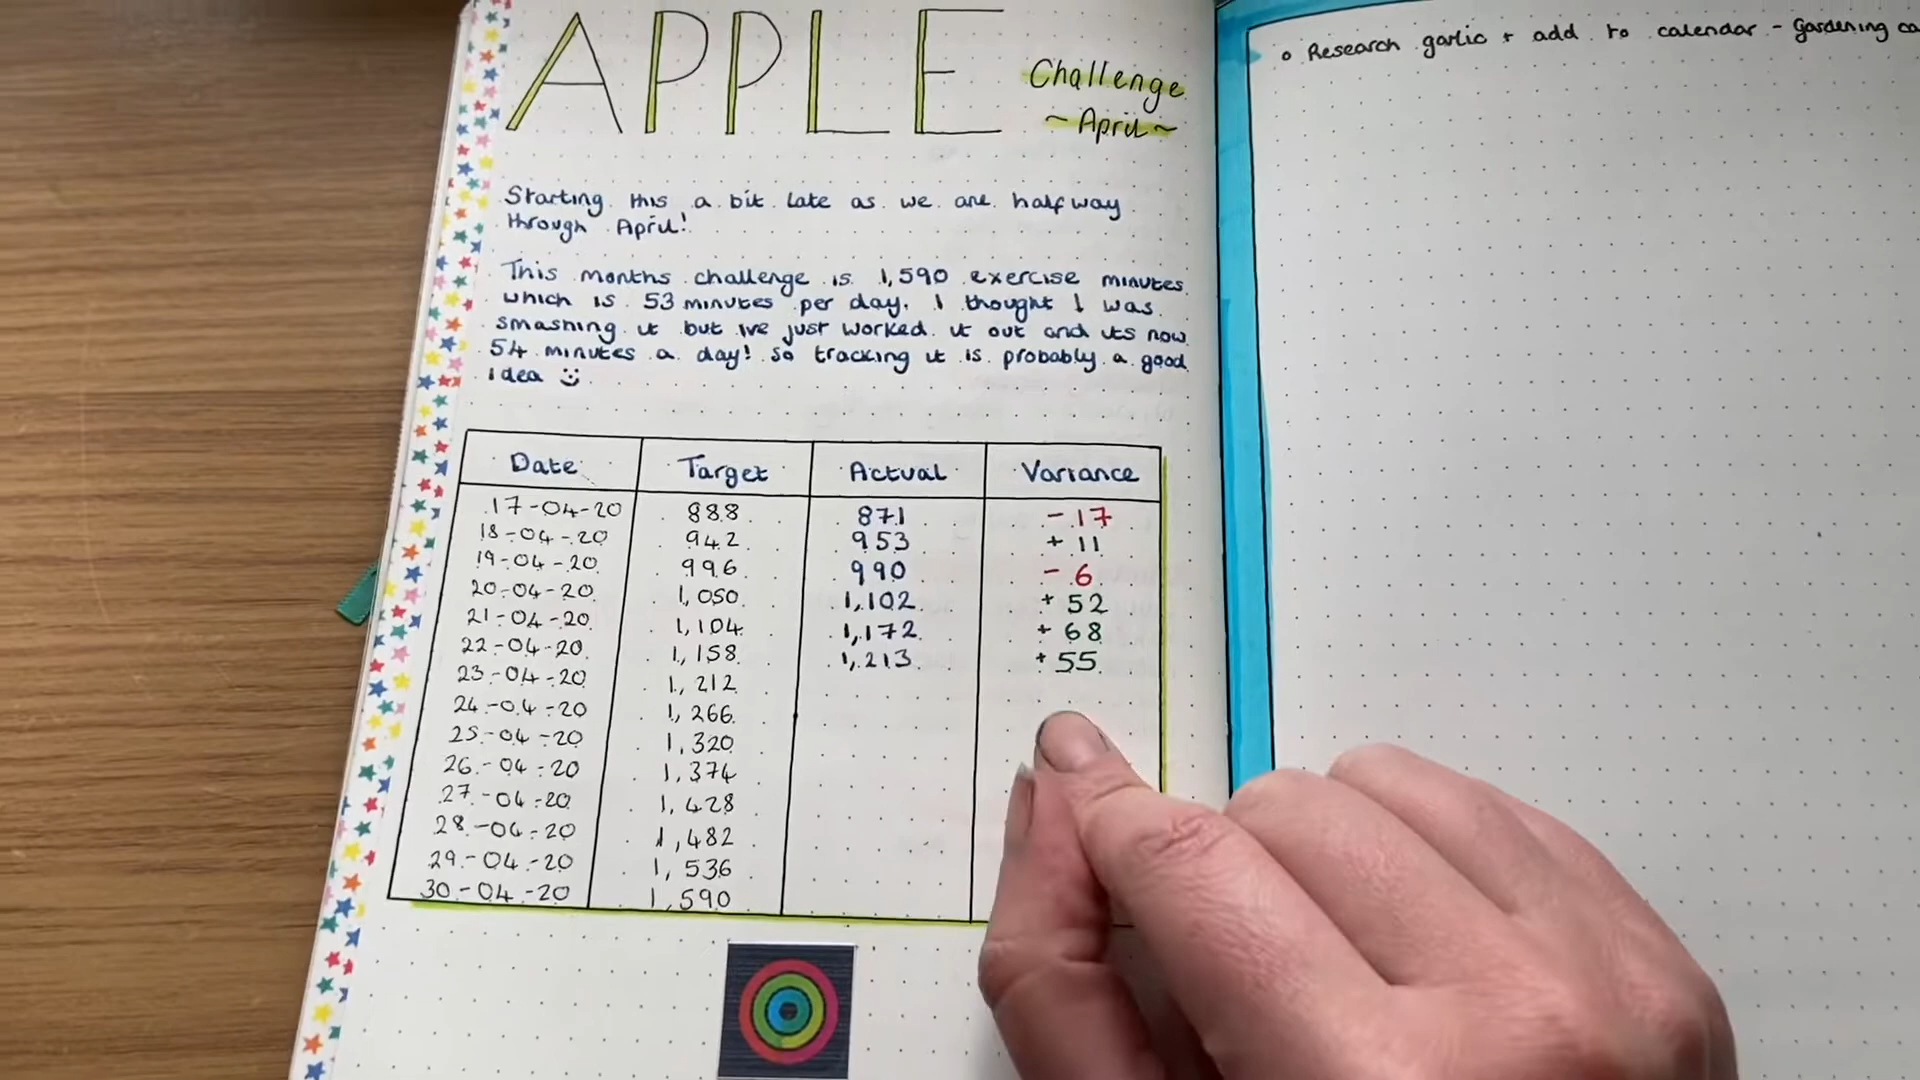 APPLE
Challenge
~ April ~
Starting this a bit late as we are halfway
through April!
This months challenge is 1,590 exercise minutes
which is 53 minutes per day. I thought I was
smashing it but ive just worked it out and its now
54 minutes a day! so tracking it is probably a good
idea
Date Target Actual Variance
17-04-20 888 871 -17
18-04-20 942 953 +11
19-04-20 996 990 -6
20-04-20 1,050 1,102 +52
21-04-20 1,104 1,172 +68
22-04-20 1,158 1,213 +55
23-04-20 1,212
24-04-20 1,266
25-04-20 1,320
26-04-20 1,374
27-04-20 1,428
28-04-20 1,482
29-04-20 1,536
30-04-20 1,590
o Research garlic + add to calendar - Gardening